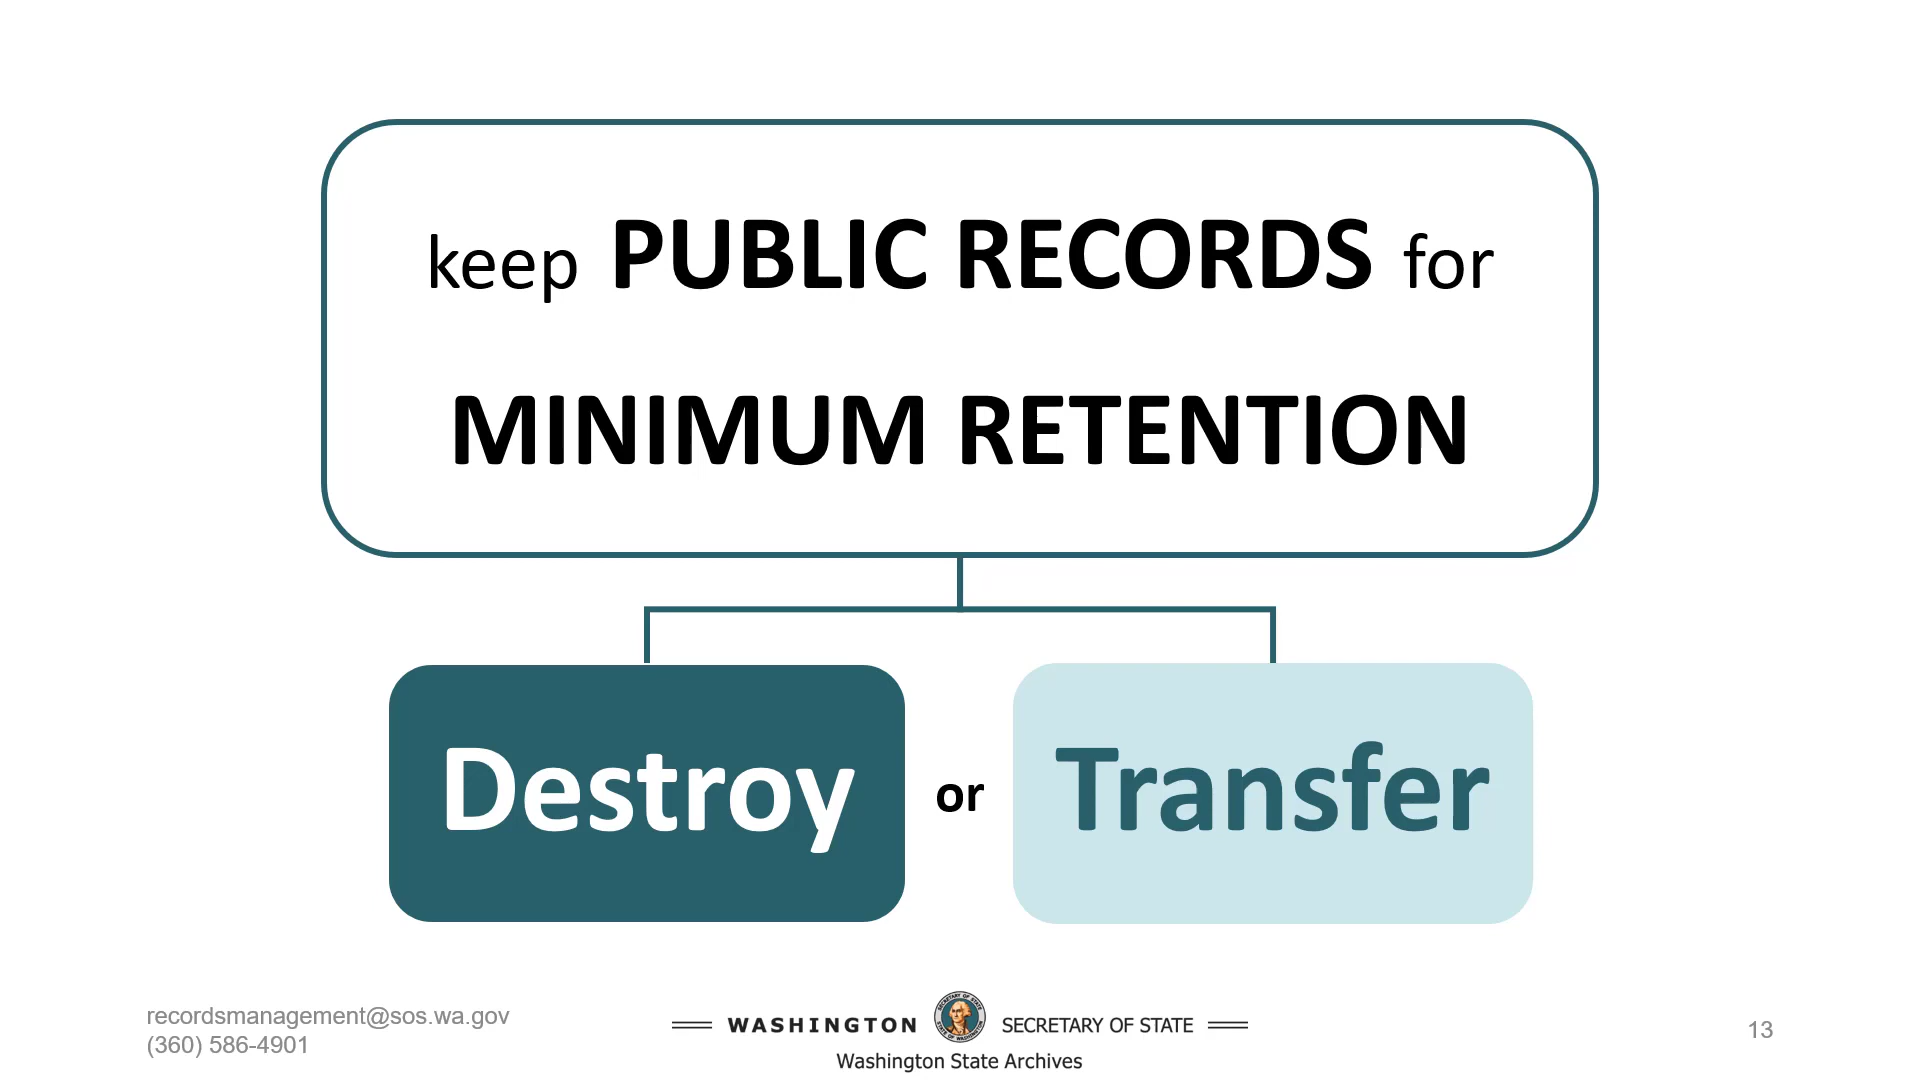 keep PUBLIC RECORDS for
MINIMUM RETENTION
Destroy or Transfer
recordsmanagement@sos.wa.gov
(360) 586-4901
WASHINGTON SECRETARY OF STATE
Washington State Archives
13